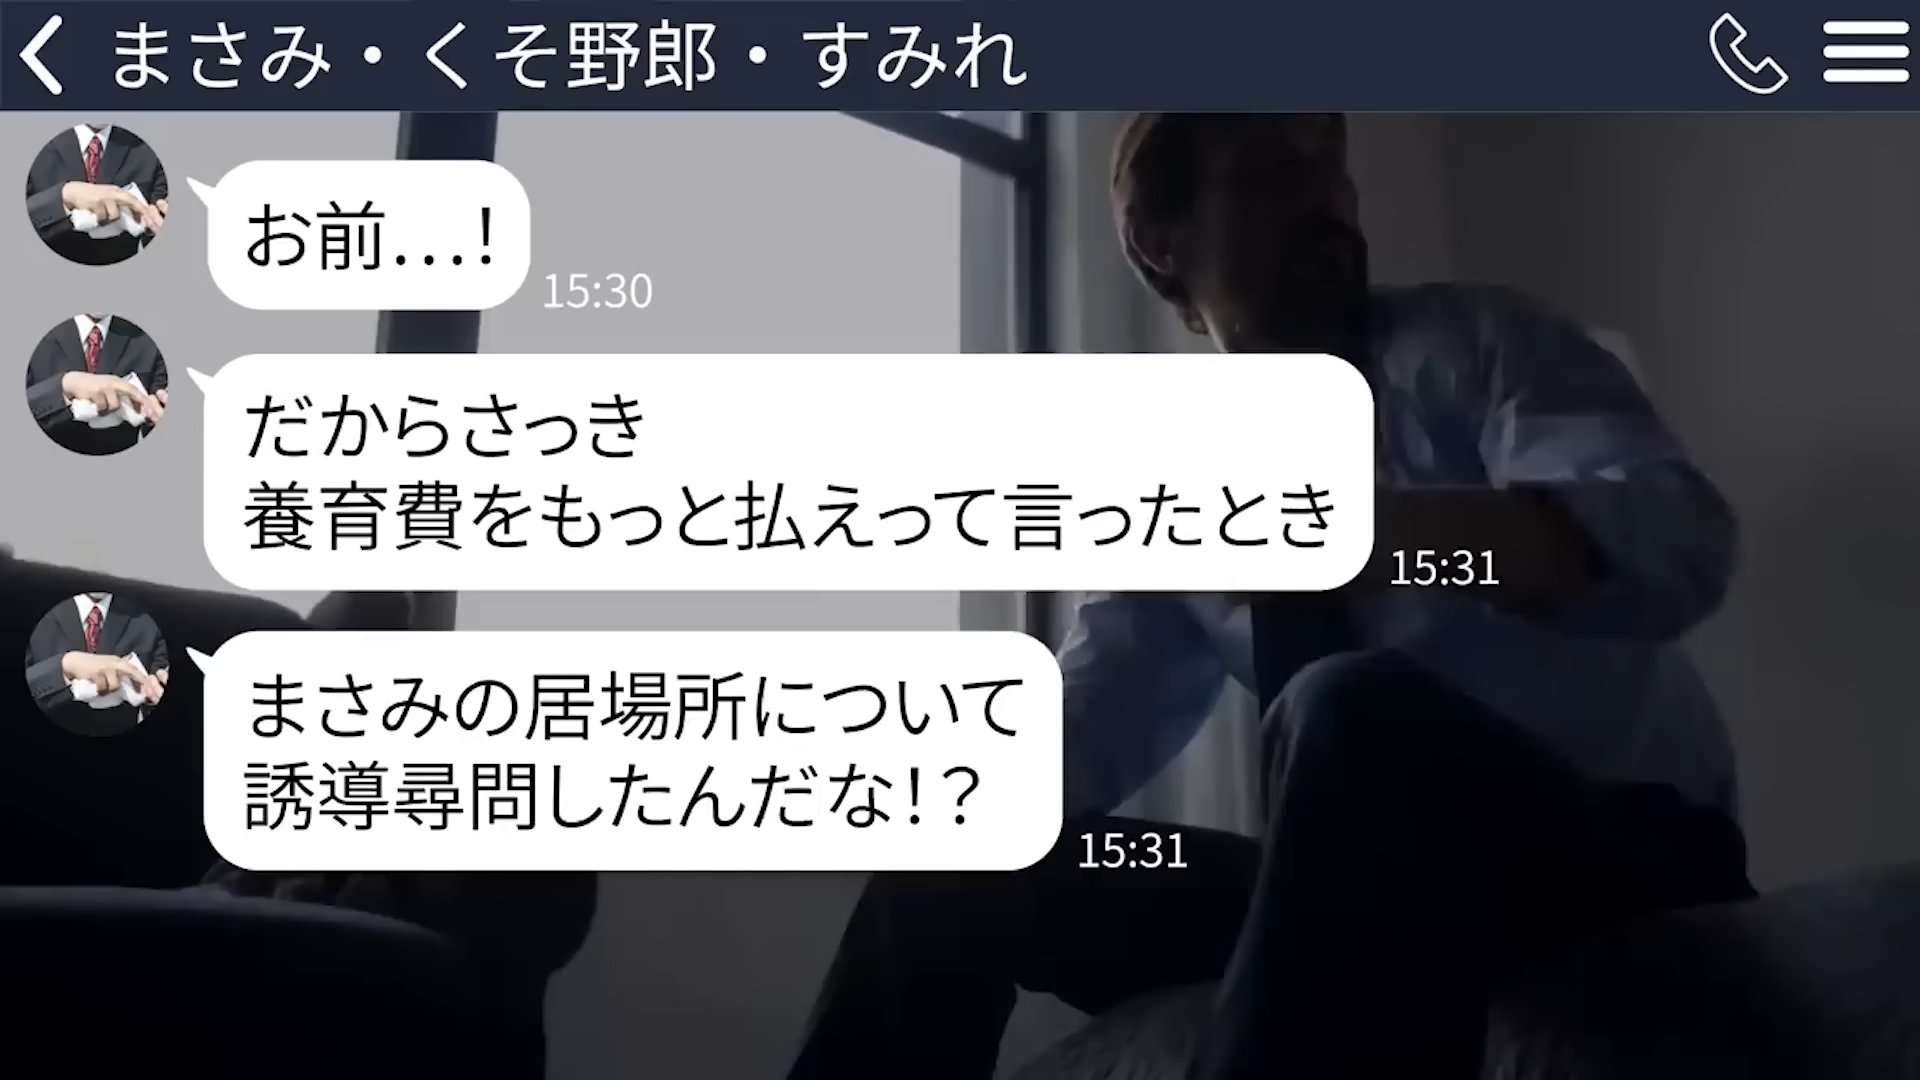 まさみ・くそ野郎・すみれ
お前…!
15:30
だからさっき
養育費をもっと払えって言ったとき
15:31
まさみの居場所について
誘導尋問したんだな!?
15:31